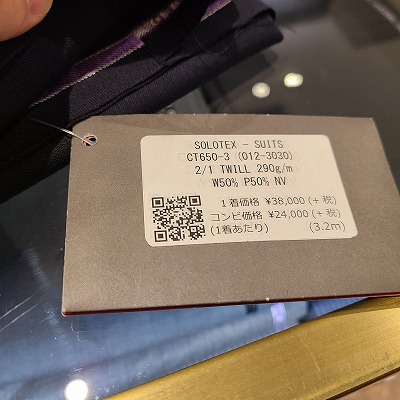 SOLOTEX - SUITS
CT650-3 (012-3030)
2/1 TWILL 290g/m
W50% P50% NV
1着価格 ¥38,000 (+ 税)
コンビ価格 ¥24,000 (+ 税)
(1着あたり) (3.2m)